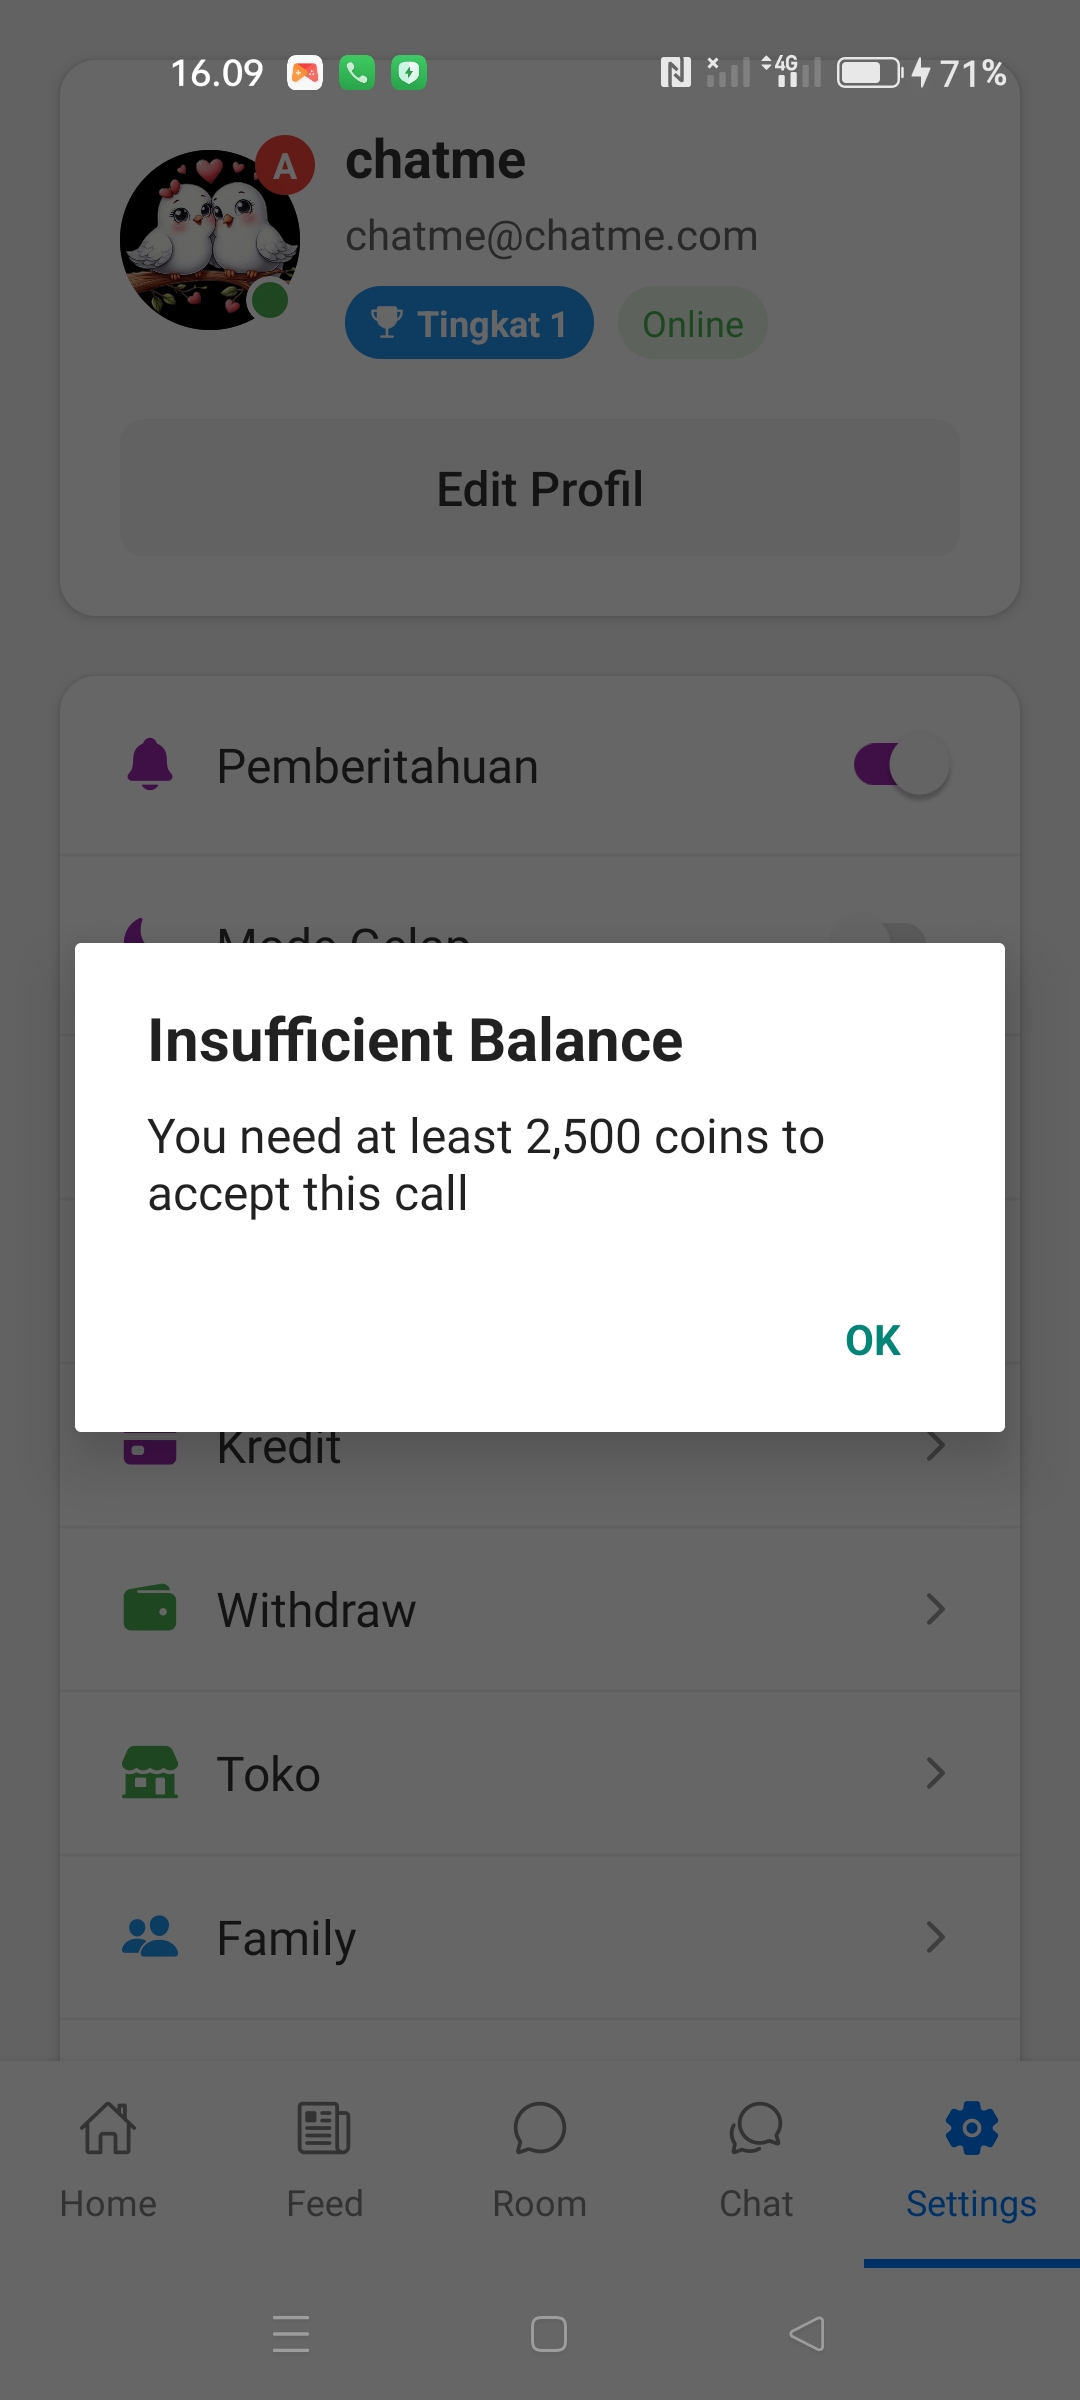 16.09
4G
71%
A
chatme
chatme@chatme.com
Tingkat 1
Online
Edit Profil
Pemberitahuan
Mode Gelap
Insufficient Balance
You need at least 2,500 coins to
accept this call
OK
Kredit
Withdraw
Toko
Family
Home
Feed
Room
Chat
Settings